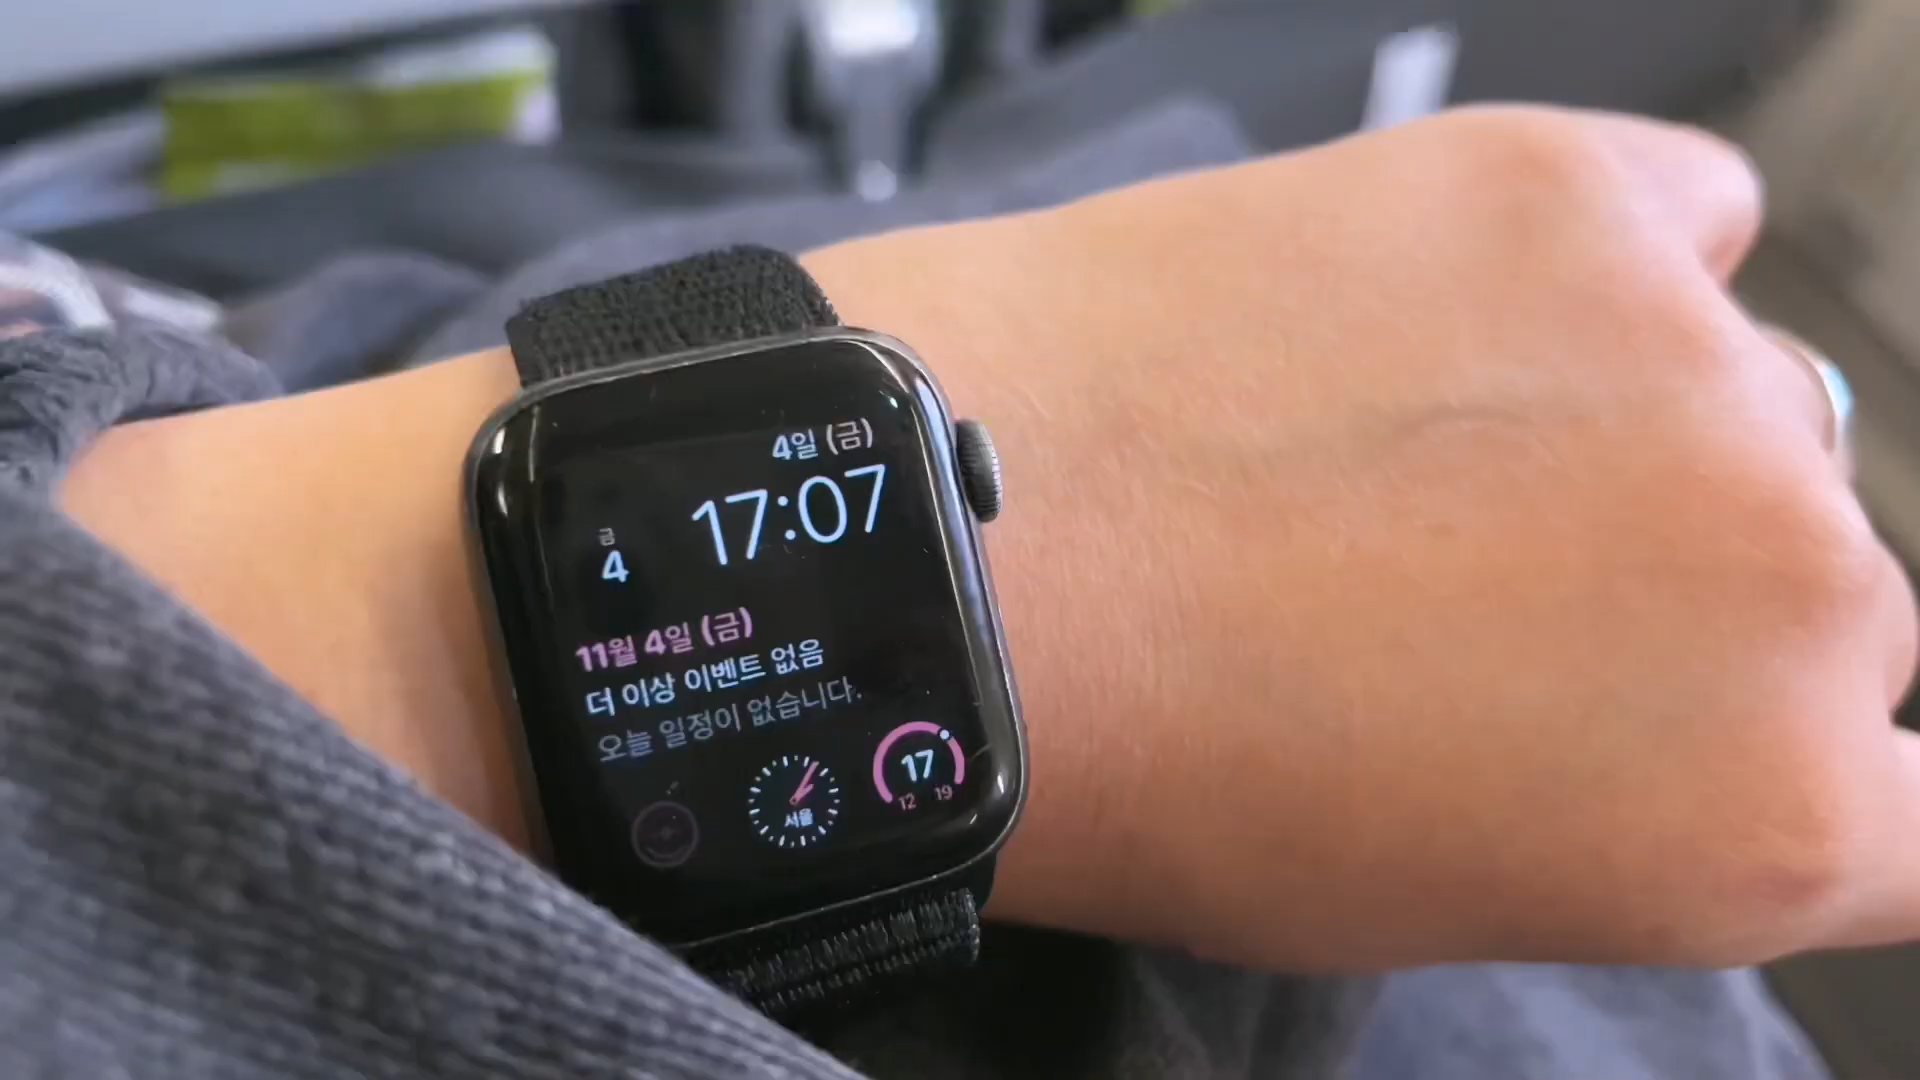 4일 (금)
17:07
금
4
11월 4일 (금)
더 이상 이벤트 없음
오늘 일정이 없습니다.
서울
17
12 19